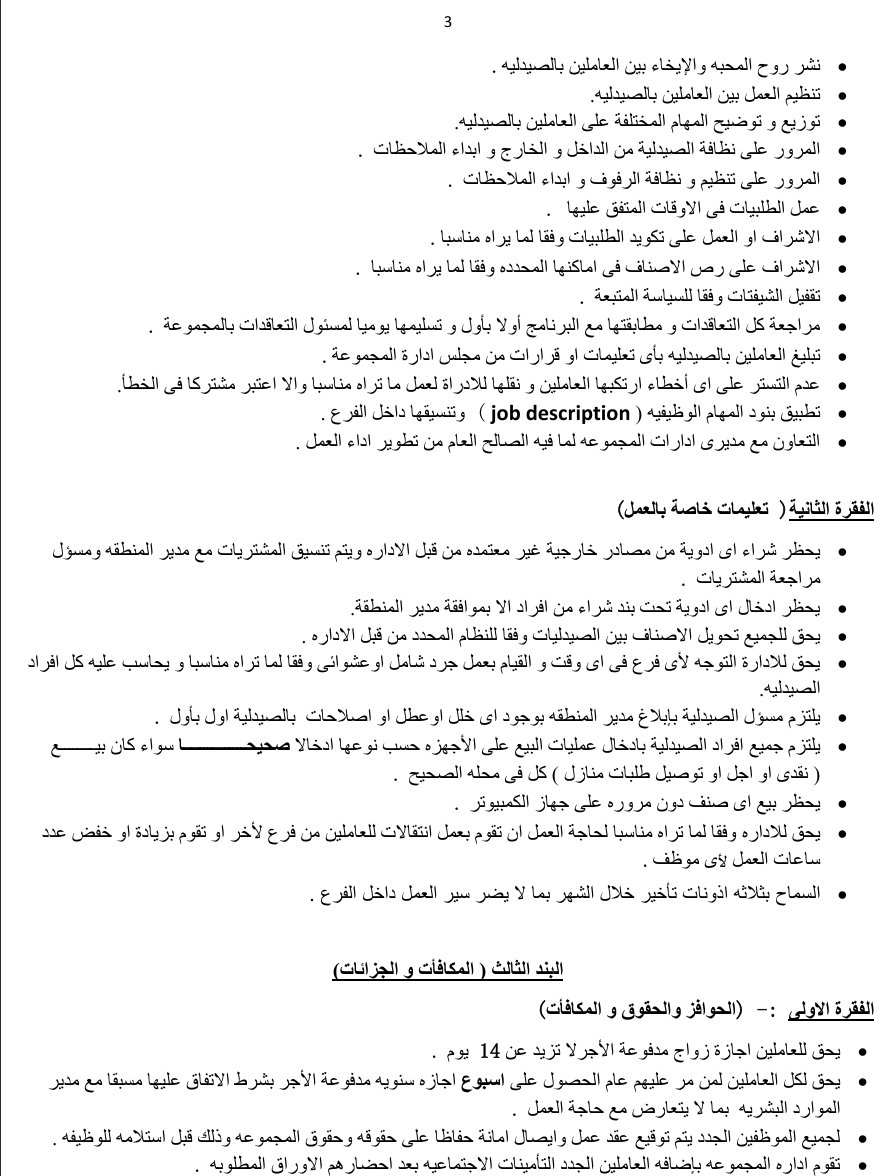 3
• نشر روح المحبه والإيخاء بين العاملين بالصيدليه .
• تنظيم العمل بين العاملين بالصيدليه.
• توزيع و توضيح المهام المختلفة على العاملين بالصيدليه.
• المرور على نظافة الصيدلية من الداخل و الخارج و ابداء الملاحظات .
• المرور على تنظيم و نظافة الرفوف و ابداء الملاحظات .
• عمل الطلبيات فى الاوقات المتفق عليها .
• الاشراف او العمل على تكويد الطلبيات وفقا لما يراه مناسبا .
• الاشراف على رص الاصناف فى اماكنها المحدده وفقا لما يراه مناسبا .
• تقفيل الشيفتات وفقا للسياسة المتبعة .
• مراجعة كل التعاقدات و مطابقتها مع البرنامج أولا بأول و تسليمها يوميا لمسئول التعاقدات بالمجموعة .
• تبليغ العاملين بالصيدليه بأى تعليمات او قرارات من مجلس ادارة المجموعة .
• عدم التستر على اى أخطاء ارتكبها العاملين و نقلها للادراة لعمل ما تراه مناسبا والا اعتبر مشتركا فى الخطأ.
• تطبيق بنود المهام الوظيفيه ( job description ) وتنسيقها داخل الفرع .
• التعاون مع مديرى ادارات المجموعه لما فيه الصالح العام من تطوير اداء العمل .
الفقرة الثانية ( تعليمات خاصة بالعمل)
• يحظر شراء اى ادوية من مصادر خارجية غير معتمده من قبل الاداره ويتم تنسيق المشتريات مع مدير المنطقه ومسؤل
مراجعة المشتريات .
• يحظر ادخال اى ادوية تحت بند شراء من افراد الا بموافقة مدير المنطقة.
• يحق للجميع تحويل الاصناف بين الصيدليات وفقا للنظام المحدد من قبل الاداره .
• يحق للادارة التوجه لأى فرع فى اى وقت و القيام بعمل جرد شامل اوعشوائى وفقا لما تراه مناسبا و يحاسب عليه كل افراد
الصيدليه.
• يلتزم مسؤل الصيدلية بإبلاغ مدير المنطقه بوجود اى خلل اوعطل او اصلاحات بالصيدلية اول بأول .
• يلتزم جميع افراد الصيدلية بادخال عمليات البيع على الأجهزه حسب نوعها ادخالا صحيحـــــــــــا سواء كان بيـــــــع
( نقدى او اجل او توصيل طلبات منازل ) كل فى محله الصحيح .
• يحظر بيع اى صنف دون مروره على جهاز الكمبيوتر .
• يحق للاداره وفقا لما تراه مناسبا لحاجة العمل ان تقوم بعمل انتقالات للعاملين من فرع لأخر او تقوم بزيادة او خفض عدد
ساعات العمل لأى موظف .
• السماح بثلاثه اذونات تأخير خلال الشهر بما لا يضر سير العمل داخل الفرع .
البند الثالث ( المكافأت و الجزائات)
الفقرة الاولي :- (الحوافز والحقوق و المكافأت)
• يحق للعاملين اجازة زواج مدفوعة الأجرلا تزيد عن 14 يوم .
• يحق لكل العاملين لمن مر عليهم عام الحصول على اسبوع اجازه سنويه مدفوعة الأجر بشرط الاتفاق عليها مسبقا مع مدير
الموارد البشريه بما لا يتعارض مع حاجة العمل .
• لجميع الموظفين الجدد يتم توقيع عقد عمل وايصال امانة حفاظا على حقوقه وحقوق المجموعه وذلك قبل استلامه للوظيفه .
• تقوم اداره المجموعه بإضافه العاملين الجدد التأمينات الاجتماعيه بعد احضارهم الاوراق المطلوبه .